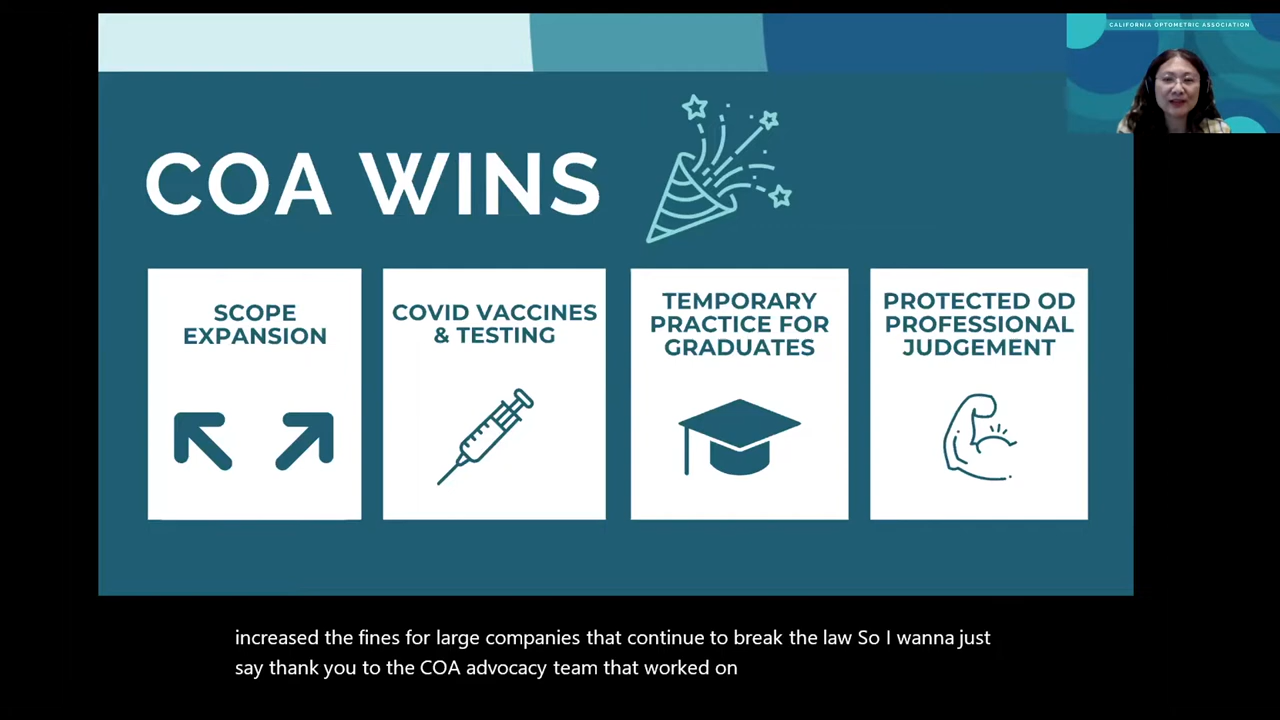 CALIFORNIA OPTOMETRIC ASSOCIATION
COA WINS
SCOPE
EXPANSION
COVID VACCINES
& TESTING
TEMPORARY
PRACTICE FOR
GRADUATES
PROTECTED OD
PROFESSIONAL
JUDGEMENT
increased the fines for large companies that continue to break the law So I wanna just
say thank you to the COA advocacy team that worked on